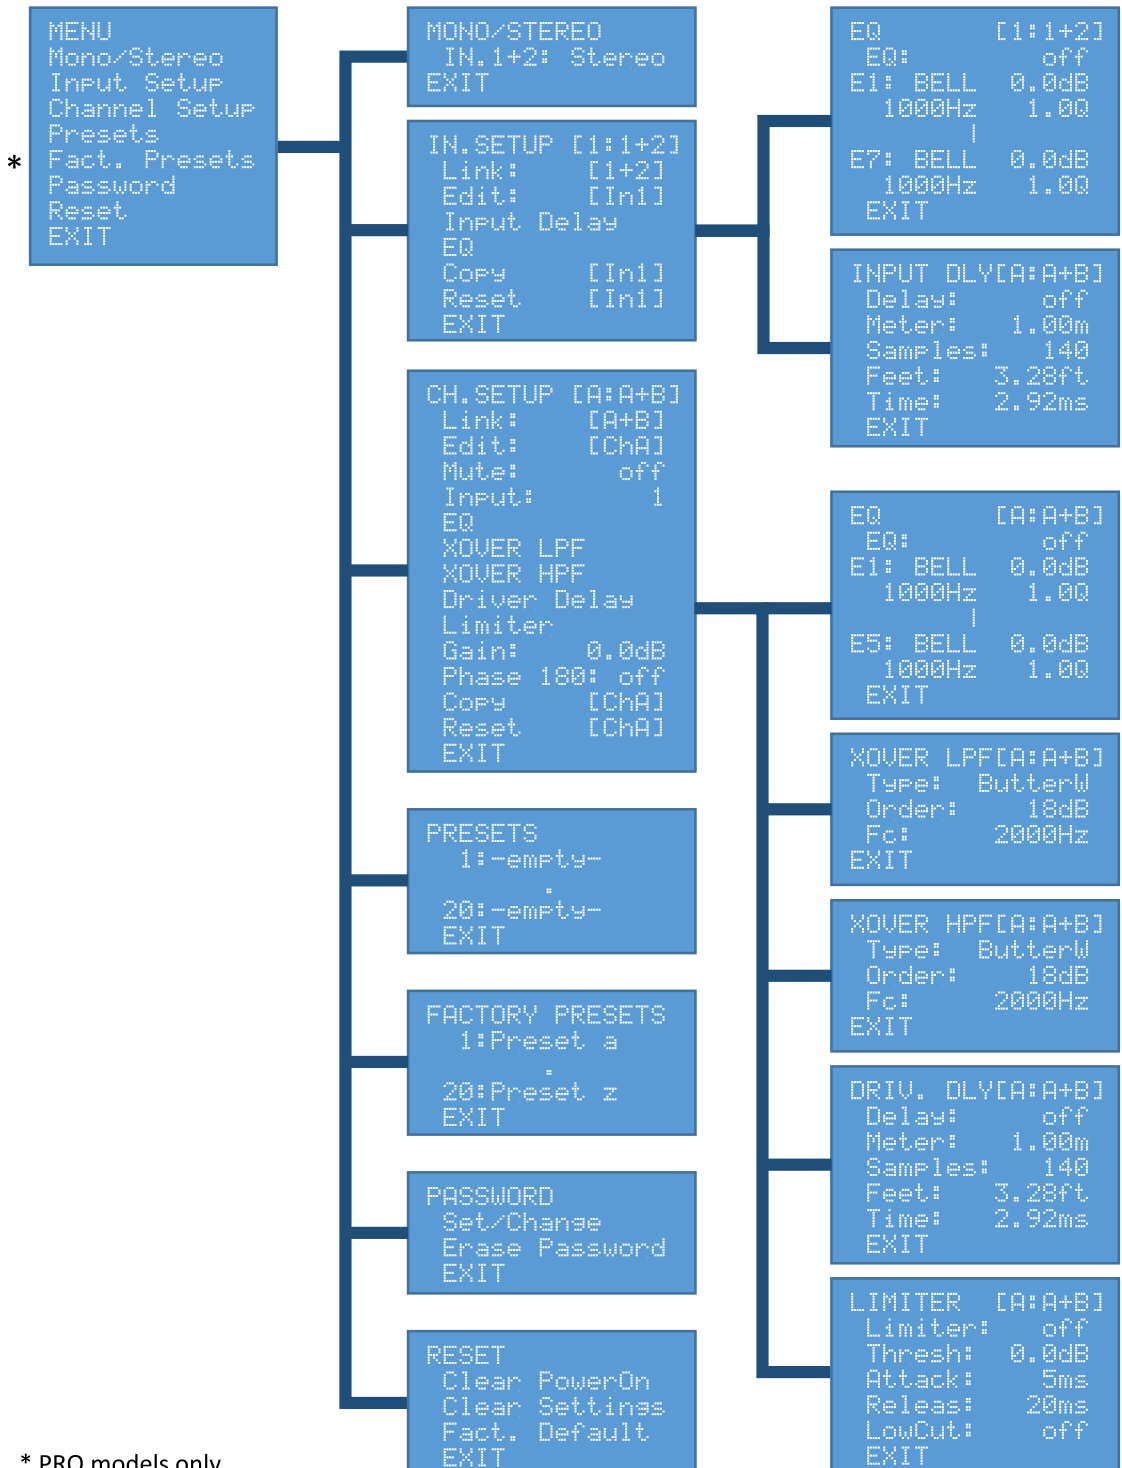 MENU
Mono/Stereo
Input Setup
Channel Setup
Presets
* Fact. Presets
Password
Reset
EXIT
MONO/STEREO
IN.1+2: Stereo
EXIT
IN.SETUP [1:1+2]
Link: [1+2]
Edit: [In1]
Input Delay
EQ
Copy [In1]
Reset [In1]
EXIT
CH.SETUP [A:A+B]
Link: [A+B]
Edit: [ChA]
Mute: off
Input: 1
EQ
XOVER LPF
XOVER HPF
Driver Delay
Limiter
Gain: 0.0dB
Phase 180: off
Copy [ChA]
Reset [ChA]
EXIT
PRESETS
1:-empty-
.
20:-empty-
EXIT
FACTORY PRESETS
1:Preset a
.
20:Preset z
EXIT
PASSWORD
Set/Change
Erase Password
EXIT
RESET
Clear PowerOn
Clear Settings
Fact. Default
EXIT
EQ [1:1+2]
EQ: off
E1: BELL 0.0dB
1000Hz 1.0Q
|
E7: BELL 0.0dB
1000Hz 1.0Q
EXIT
INPUT DLY[A:A+B]
Delay: off
Meter: 1.00m
Samples: 140
Feet: 3.28ft
Time: 2.92ms
EXIT
EQ [A:A+B]
EQ: off
E1: BELL 0.0dB
1000Hz 1.0Q
|
E5: BELL 0.0dB
1000Hz 1.0Q
EXIT
XOVER LPF[A:A+B]
Type: ButterW
Order: 18dB
Fc: 2000Hz
EXIT
XOVER HPF[A:A+B]
Type: ButterW
Order: 18dB
Fc: 2000Hz
EXIT
DRIV. DLY[A:A+B]
Delay: off
Meter: 1.00m
Samples: 140
Feet: 3.28ft
Time: 2.92ms
EXIT
LIMITER [A:A+B]
Limiter: off
Thresh: 0.0dB
Attack: 5ms
Releas: 20ms
LowCut: off
EXIT
* PRO models only